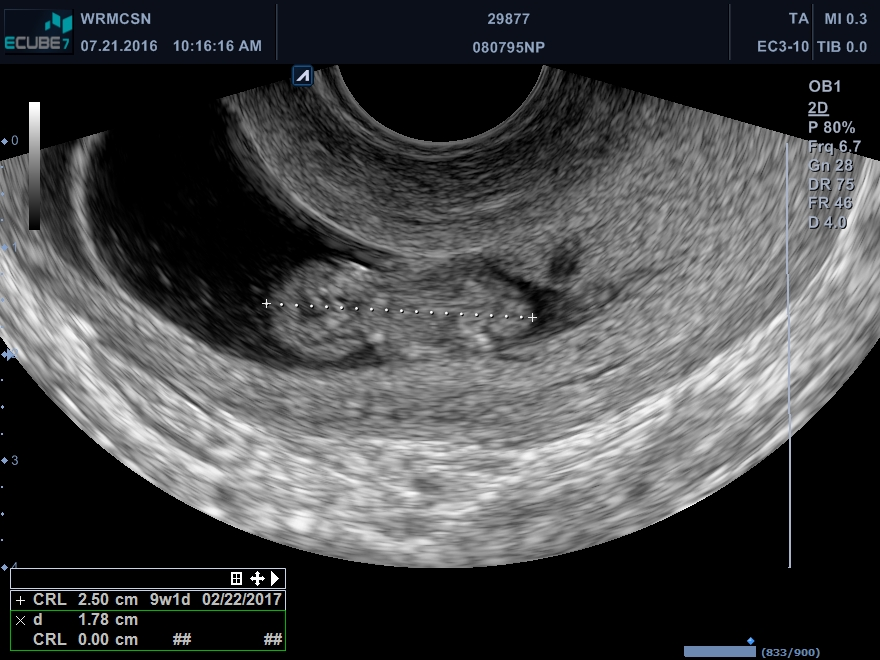 WRMCSN
ECUBE 7
07.21.2016 10:16:16 AM
29877
080795NP
TA MI 0.3
EC3-10 TIB 0.0
OB1
2D
P 80%
Frq 6.7
Gn 28
DR 75
FR 46
D 4.0
0
1
3
4
+ CRL 2.50 cm 9w1d 02/22/2017
× d 1.78 cm
CRL 0.00 cm ## ##
(833/900)